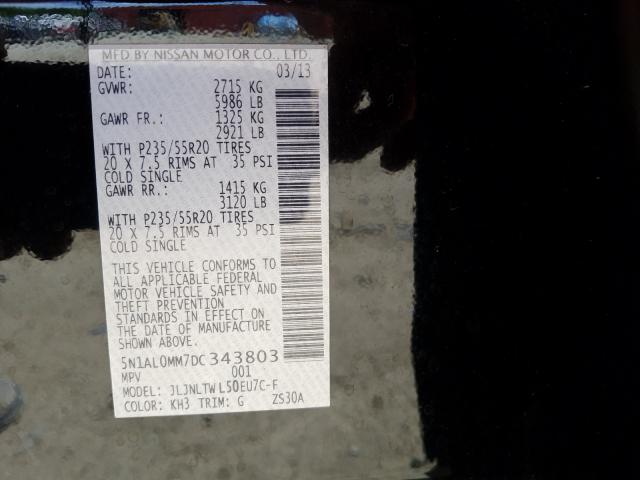 MFD BY NISSAN MOTOR CO., LTD.
DATE: 03/13
GVWR: 2715 KG
5986 LB
GAWR FR.: 1325 KG
2921 LB
WITH P235/55R20 TIRES
20 X 7.5 RIMS AT 35 PSI
COLD SINGLE
GAWR RR.: 1415 KG
3120 LB
WITH P235/55R20 TIRES
20 X 7.5 RIMS AT 35 PSI
COLD SINGLE
THIS VEHICLE CONFORMS TO
ALL APPLICABLE FEDERAL
MOTOR VEHICLE SAFETY AND
THEFT PREVENTION
STANDARDS IN EFFECT ON
THE DATE OF MANUFACTURE
SHOWN ABOVE.
5N1AL0MM7DC343803
MPV 001
MODEL: JLJNLTWL50EU7C-F
COLOR: KH3 TRIM: G ZS30A